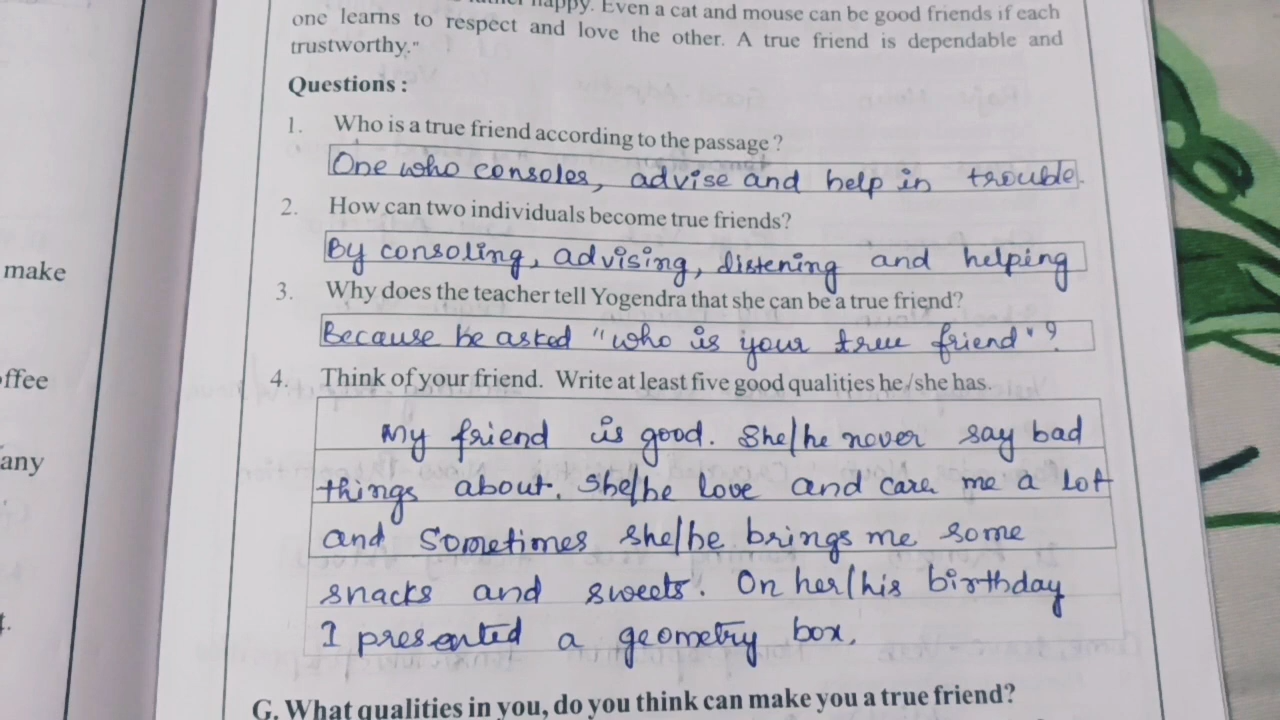 happy. Even a cat and mouse can be good friends if each
one learns to respect and love the other. A true friend is dependable and
trustworthy."
Questions :
1. Who is a true friend according to the passage ?
One who consoles, advise and help in trouble.
2. How can two individuals become true friends?
By consoling, advising, listening and helping
make
3. Why does the teacher tell Yogendra that she can be a true friend?
Because he asked "who is your true friend"?
offee
4. Think of your friend. Write at least five good qualities he/she has.
My friend is good. She/he never say bad
any
things about. She/he love and care me a lot
and Sometimes she/he brings me some
snacks and sweets. On her/his birthday
I presented a geometry box.
G. What qualities in you, do you think can make you a true friend?